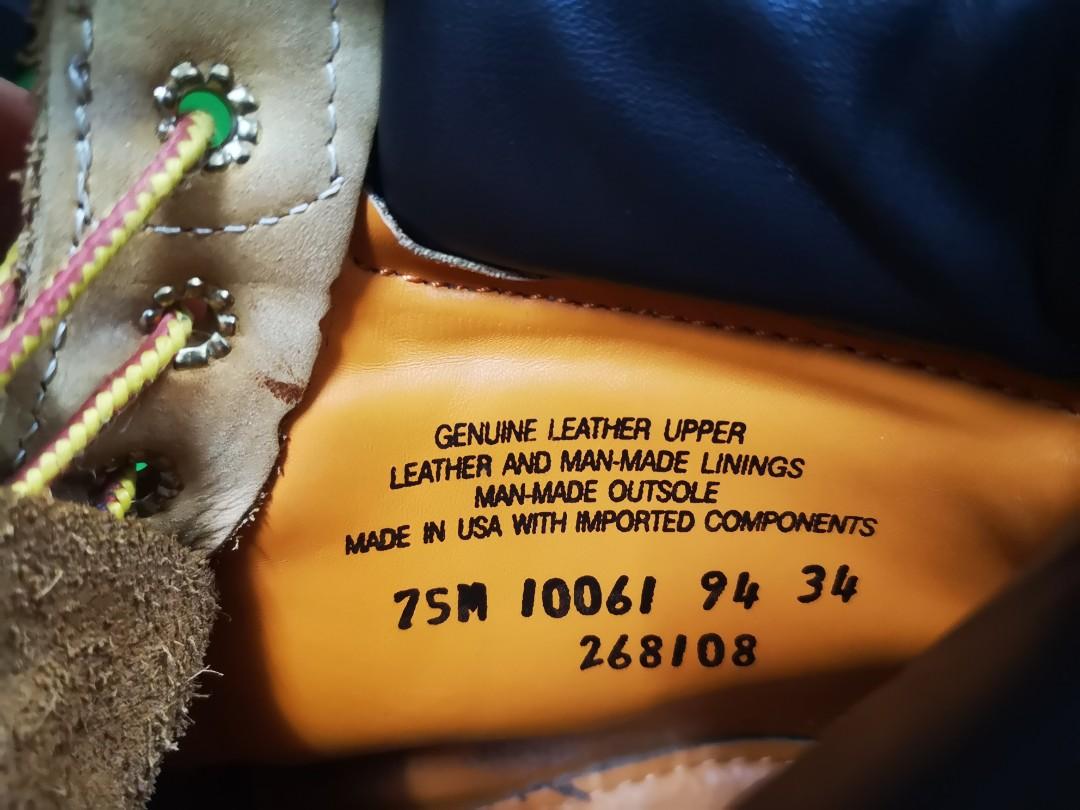 GENUINE LEATHER UPPER
LEATHER AND MAN-MADE LININGS
MAN-MADE OUTSOLE
MADE IN USA WITH IMPORTED COMPONENTS
75M 10061 94 34
268108